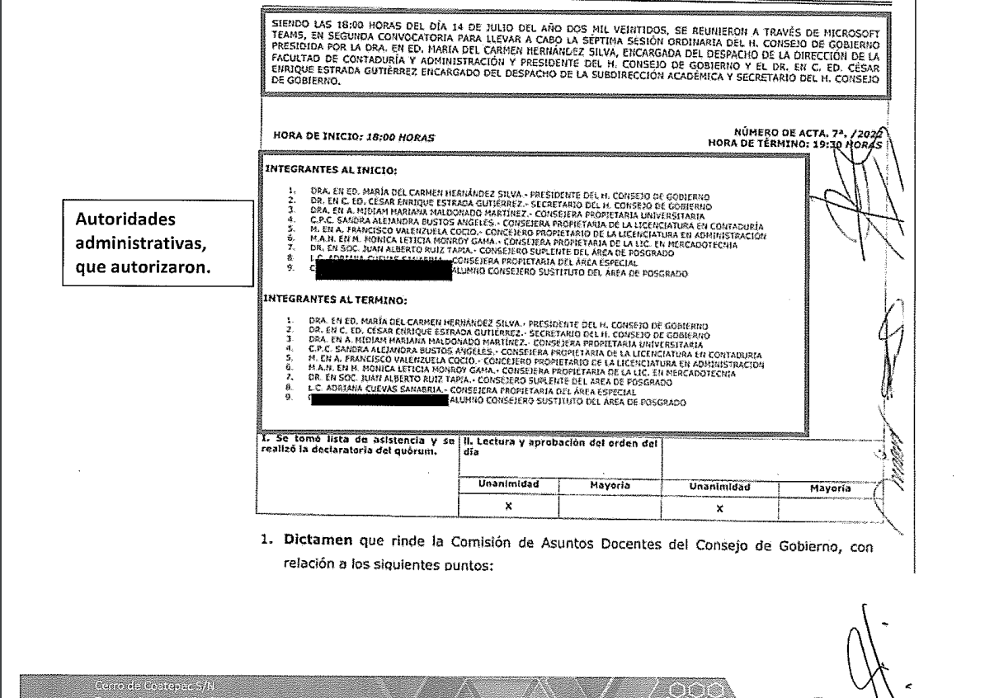 SIENDO LAS 18:00 HORAS DEL DÍA 14 DE JULIO DEL AÑO DOS MIL VEINTIDOS, SE REUNIERON A TRAVÉS DE MICROSOFT
TEAMS, EN SEGUNDA CONVOCATORIA PARA LLEVAR A CABO LA SÉPTIMA SESIÓN ORDINARIA DEL H. CONSEJO DE GOBIERNO
PRESIDIDA POR LA DRA. EN ED. MARÍA DEL CARMEN HERNÁNDEZ SILVA, ENCARGADA DEL DESPACHO DE LA DIRECCIÓN DE LA
FACULTAD DE CONTADURÍA Y ADMINISTRACIÓN Y PRESIDENTE DEL H. CONSEJO DE GOBIERNO Y EL DR. EN C. ED. CÉSAR
ENRIQUE ESTRADA GUTIÉRREZ ENCARGADO DEL DESPACHO DE LA SUBDIRECCIÓN ACADÉMICA Y SECRETARIO DEL H. CONSEJO
DE GOBIERNO.
HORA DE INICIO: 18:00 HORAS
NÚMERO DE ACTA. 7ª. /2022
HORA DE TÉRMINO: 19:30 HORAS
Autoridades
administrativas,
que autorizaron.
INTEGRANTES AL INICIO:
1. DRA. EN ED. MARÍA DEL CARMEN HERNÁNDEZ SILVA.- PRESIDENTE DEL H. CONSEJO DE GOBIERNO
2. DR. EN C. ED. CÉSAR ENRIQUE ESTRADA GUTIÉRREZ.- SECRETARIO DEL H. CONSEJO DE GOBIERNO
3. DRA. EN A. MIDIAM MARIANA MALDONADO MARTÍNEZ.- CONSEJERA PROPIETARIA UNIVERSITARIA
4. C.P.C. SANDRA ALEJANDRA BUSTOS ANGELES.- CONSEJERA PROPIETARIA DE LA LICENCIATURA EN CONTADURÍA
5. M. EN A. FRANCISCO VALENZUELA COCIO.- CONCEJERO PROPIETARIO DE LA LICENCIATURA EN ADMINISTRACIÓN
6. M.A.N. EN M. MONICA LETICIA MONROY GAMA.- CONSEJERA PROPIETARIA DE LA LIC. EN MERCADOTECNIA
7. DR. EN SOC. JUAN ALBERTO RUIZ TAPIA.- CONSEJERO SUPLENTE DEL ÁREA DE POSGRADO
8. L.C. ADRIANA CUEVAS SANABRIA.- CONSEJERA PROPIETARIA DEL ÁREA ESPECIAL
9. C ALUMNO CONSEJERO SUSTITUTO DEL ÁREA DE POSGRADO
INTEGRANTES AL TERMINO:
1. DRA. EN ED. MARÍA DEL CARMEN HERNÁNDEZ SILVA.- PRESIDENTE DEL H. CONSEJO DE GOBIERNO
2. DR. EN C. ED. CÉSAR ENRIQUE ESTRADA GUTIÉRREZ.- SECRETARIO DEL H. CONSEJO DE GOBIERNO
3. DRA. EN A. MIDIAM MARIANA MALDONADO MARTÍNEZ.- CONSEJERA PROPIETARIA UNIVERSITARIA
4. C.P.C. SANDRA ALEJANDRA BUSTOS ANGELES.- CONSEJERA PROPIETARIA DE LA LICENCIATURA EN CONTADURÍA
5. M. EN A. FRANCISCO VALENZUELA COCIO.- CONCEJERO PROPIETARIO DE LA LICENCIATURA EN ADMINISTRACIÓN
6. M.A.N. EN M. MONICA LETICIA MONROY GAMA.- CONSEJERA PROPIETARIA DE LA LIC. EN MERCADOTECNIA
7. DR. EN SOC. JUAN ALBERTO RUIZ TAPIA.- CONSEJERO SUPLENTE DEL ÁREA DE POSGRADO
8. L.C. ADRIANA CUEVAS SANABRIA.- CONSEJERA PROPIETARIA DEL ÁREA ESPECIAL
9. ALUMNO CONSEJERO SUSTITUTO DEL ÁREA DE POSGRADO
I. Se tomó lista de asistencia y se
realizó la declaratoria del quórum.
II. Lectura y aprobación del orden del
día
Unanimidad Mayoría Unanimidad Mayoría
X X
1. Dictamen que rinde la Comisión de Asuntos Docentes del Consejo de Gobierno, con
relación a los siguientes puntos:
Cerro de Coatepec S/N